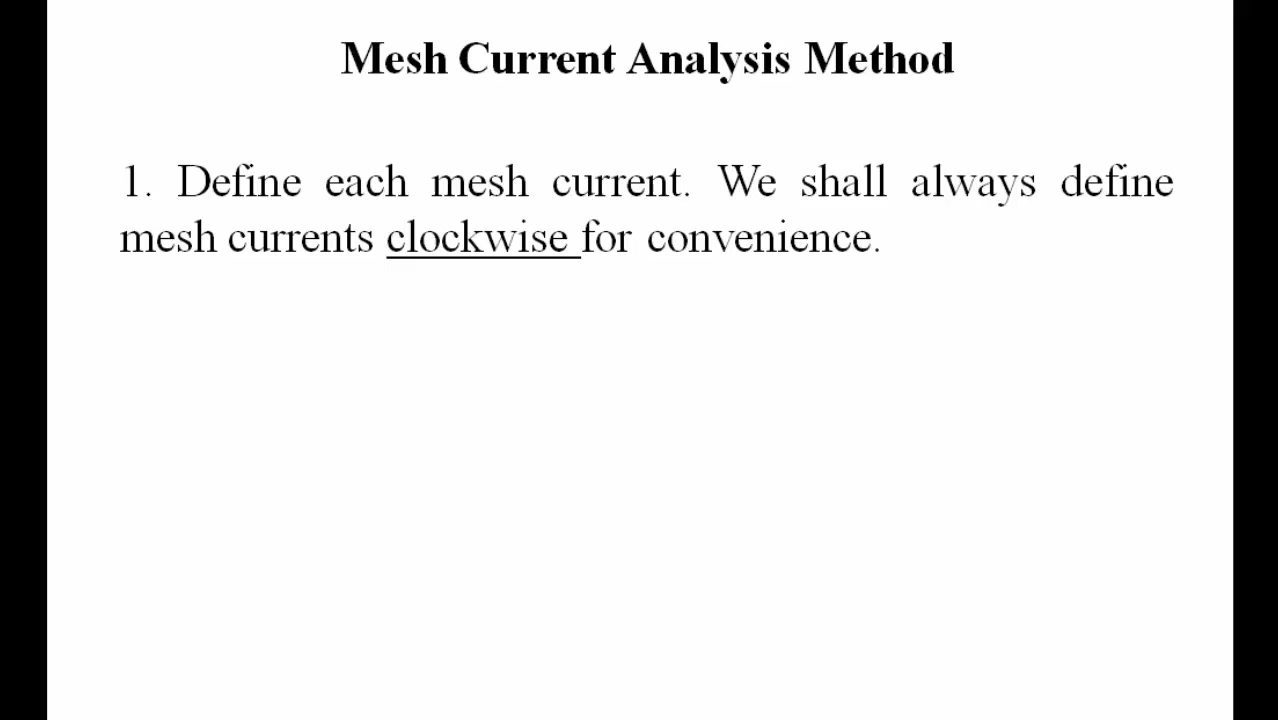 Mesh Current Analysis Method
1. Define each mesh current. We shall always define
mesh currents clockwise for convenience.